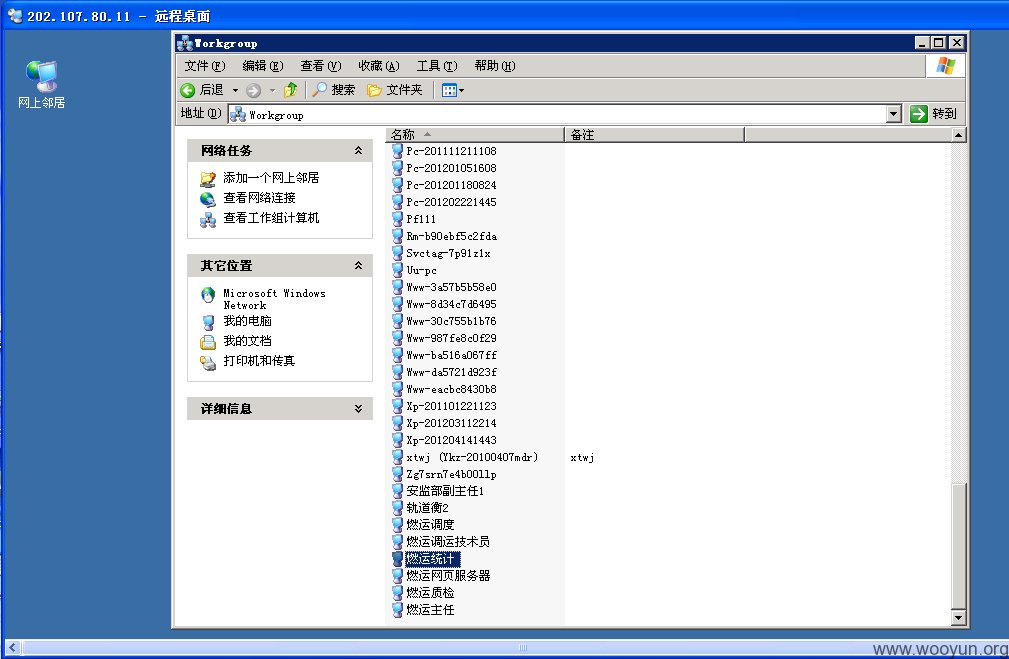 202.107.80.11 - 远程桌面
网上邻居
Workgroup
文件(F) 编辑(E) 查看(V) 收藏(A) 工具(T) 帮助(H)
后退 搜索 文件夹
地址(D) Workgroup 转到
网络任务
添加一个网上邻居
查看网络连接
查看工作组计算机
其它位置
Microsoft Windows
Network
我的电脑
我的文档
打印机和传真
详细信息
名称 备注
Pc-201111211108
Pc-201201051608
Pc-201201180824
Pc-201202221445
Pf111
Rm-b90ebf5c2fda
Svctag-7p91z1x
Uu-pc
Www-3a57b5b58e0
Www-8d34c7d6495
Www-30c755b1b76
Www-987fe8c0f29
Www-ba516a067ff
Www-da5721d923f
Www-eacbc8430b8
Xp-201101221123
Xp-201203112214
Xp-201204141443
xtwj (Ykz-20100407mdr) xtwj
Zg7srn7e4b00llp
安监部副主任1
轨道衡2
燃运调度
燃运调运技术员
燃运统计
燃运网页服务器
燃运质检
燃运主任
www.wooyun.org